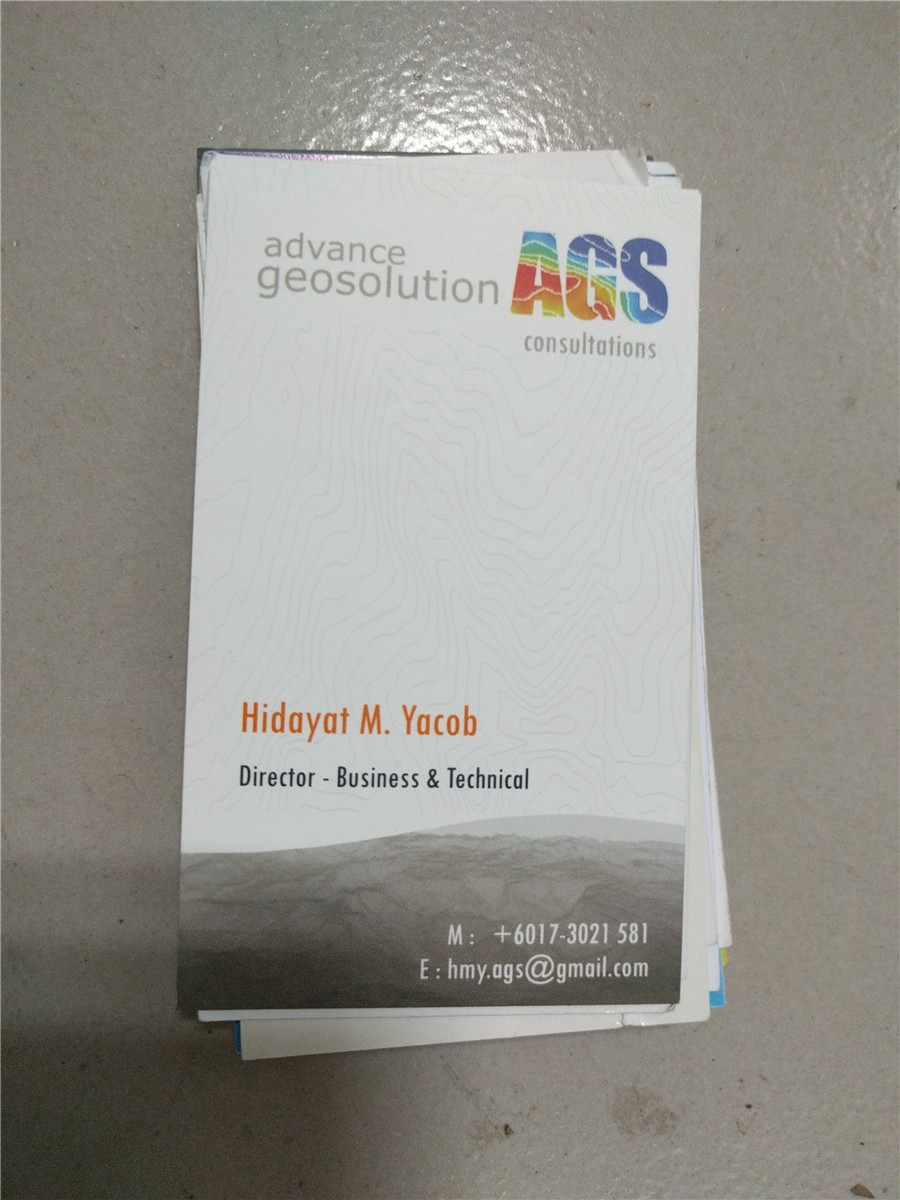 advance
geosolution AGS
consultations
Hidayat M. Yacob
Director - Business & Technical
M : +6017-3021 581
E : hmy.ags@gmail.com